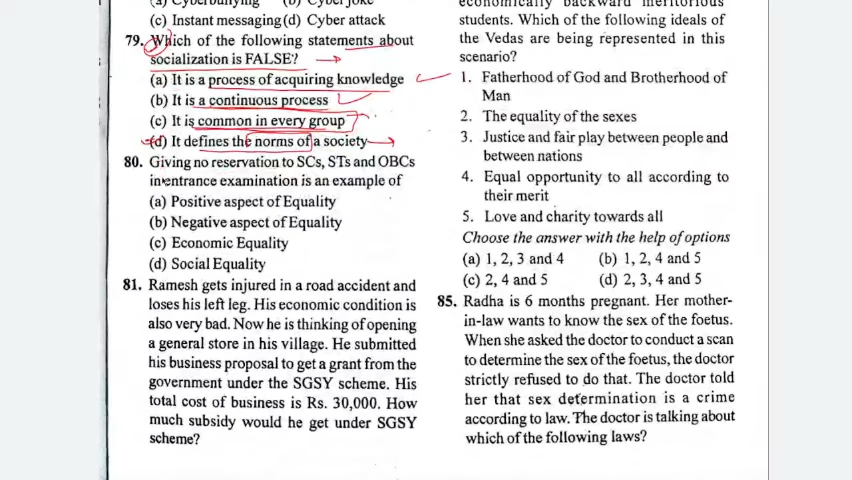 (a) Cyberbullying (b) Cyber joke
(c) Instant messaging (d) Cyber attack
79. Which of the following statements about
socialization is FALSE?
(a) It is a process of acquiring knowledge
(b) It is a continuous process
(c) It is common in every group
(d) It defines the norms of a society
80. Giving no reservation to SCs, STs and OBCs
in entrance examination is an example of
(a) Positive aspect of Equality
(b) Negative aspect of Equality
(c) Economic Equality
(d) Social Equality
81. Ramesh gets injured in a road accident and
loses his left leg. His economic condition is
also very bad. Now he is thinking of opening
a general store in his village. He submitted
his business proposal to get a grant from the
government under the SGSY scheme. His
total cost of business is Rs. 30,000. How
much subsidy would he get under SGSY
scheme?
economically backward meritorious
students. Which of the following ideals of
the Vedas are being represented in this
scenario?
1. Fatherhood of God and Brotherhood of
Man
2. The equality of the sexes
3. Justice and fair play between people and
between nations
4. Equal opportunity to all according to
their merit
5. Love and charity towards all
Choose the answer with the help of options
(a) 1, 2, 3 and 4 (b) 1, 2, 4 and 5
(c) 2, 4 and 5 (d) 2, 3, 4 and 5
85. Radha is 6 months pregnant. Her mother-
in-law wants to know the sex of the foetus.
When she asked the doctor to conduct a scan
to determine the sex of the foetus, the doctor
strictly refused to do that. The doctor told
her that sex determination is a crime
according to law. The doctor is talking about
which of the following laws?